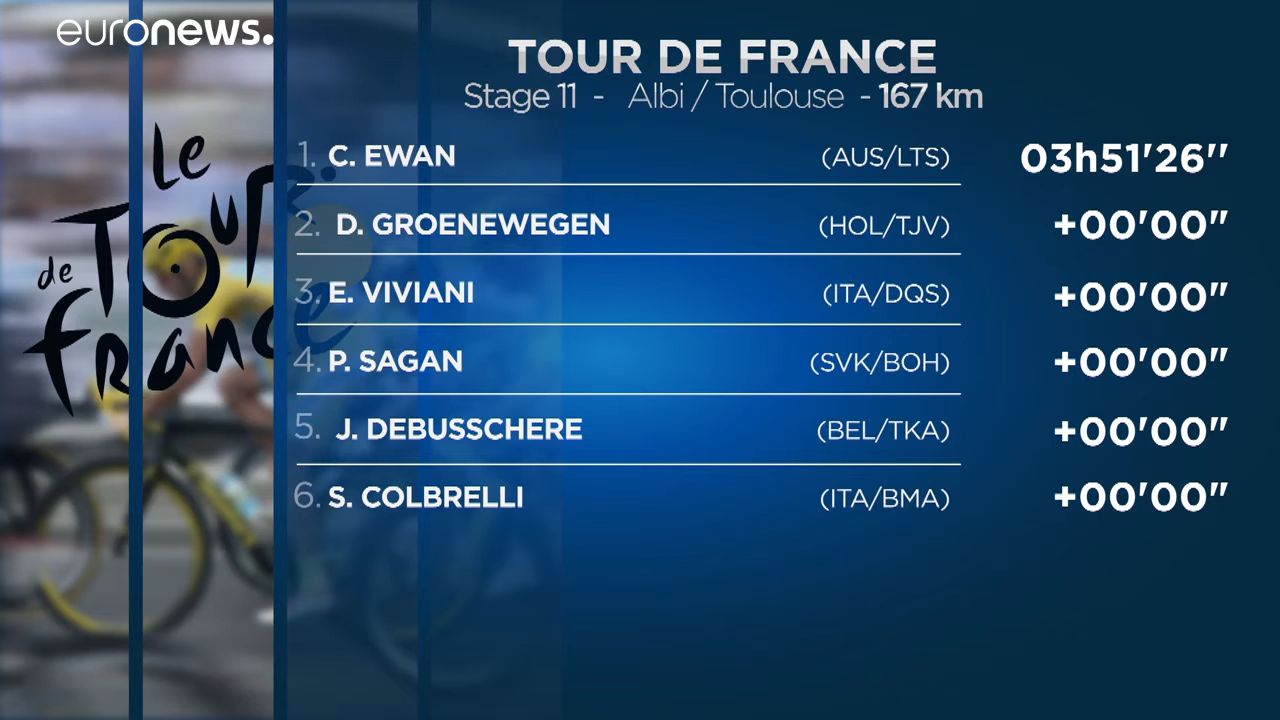 euronews.
TOUR DE FRANCE
Stage 11 - Albi / Toulouse - 167 km
Le
TOUR
de
france
1. C. EWAN (AUS/LTS) 03h51'26''
2. D. GROENEWEGEN (HOL/TJV) +00'00"
3. E. VIVIANI (ITA/DQS) +00'00"
4. P. SAGAN (SVK/BOH) +00'00"
5. J. DEBUSSCHERE (BEL/TKA) +00'00"
6. S. COLBRELLI (ITA/BMA) +00'00"